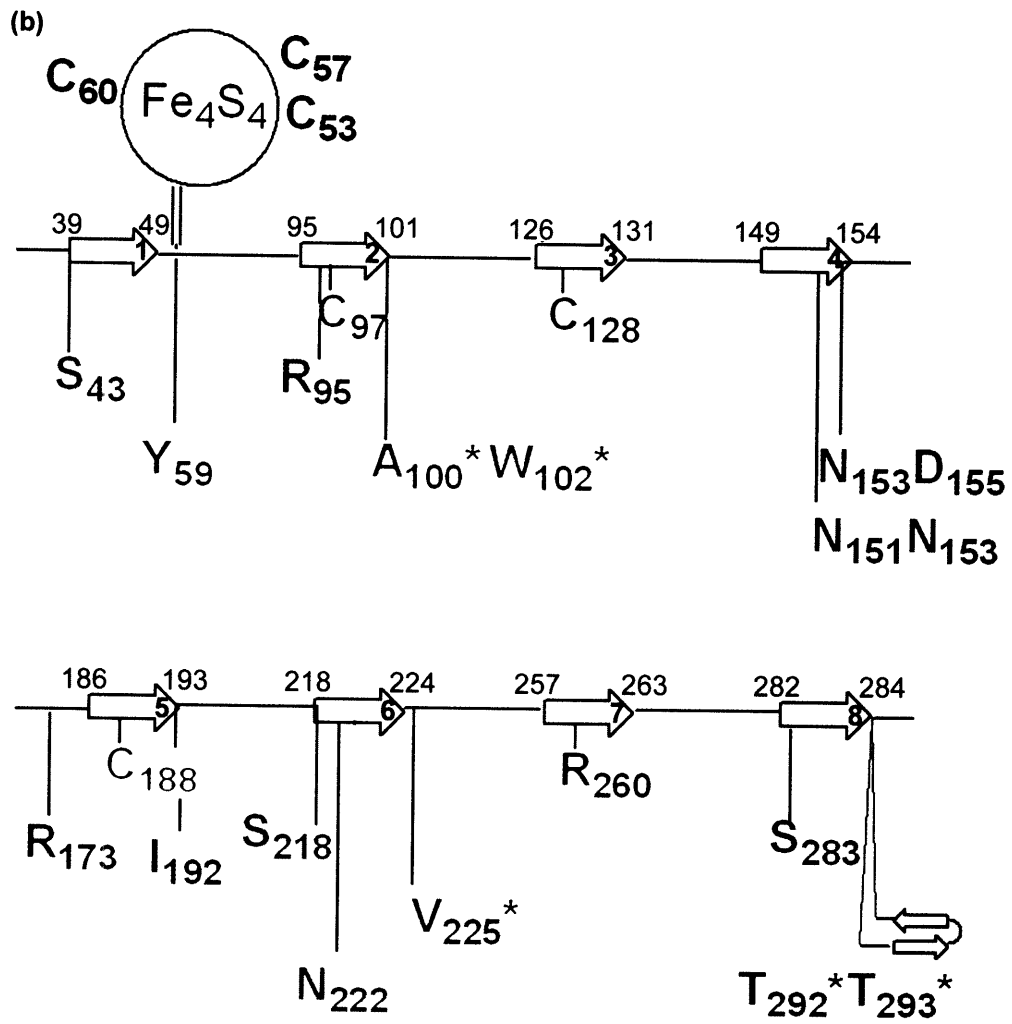 (b)
C57
C60 Fe4S4 C53
39 49 95 101 126 131 149 154
1 2 3 4
C97 C128
S43 R95
Y59 A100* W102* N153D155
N151N153
186 193 218 224 257 263 282 284
5 6 7 8
C188 R260
R173 I192 S218 S283
V225*
N222 T292*T293*